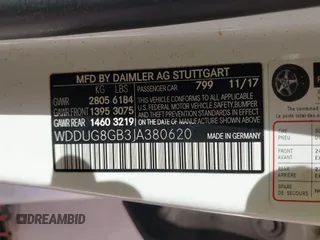 MFD BY DAIMLER AG STUTTGART
KG LBS
PASSENGER CAR 799 11/17
GVWR 2805 6184
GAWR FRONT 1395 3075
GAWR REAR 1460 3219
THIS VEHICLE CONFORMS TO ALL APPLICABLE
U.S. FEDERAL MOTOR VEHICLE SAFETY, BUMPER,
AND THEFT PREVENTION STANDARDS IN EFFECT
ON THE DATE OF MANUFACTURE SHOWN ABOVE.
WDDUG8GB3JA380620
MADE IN GERMANY
DREAMBID